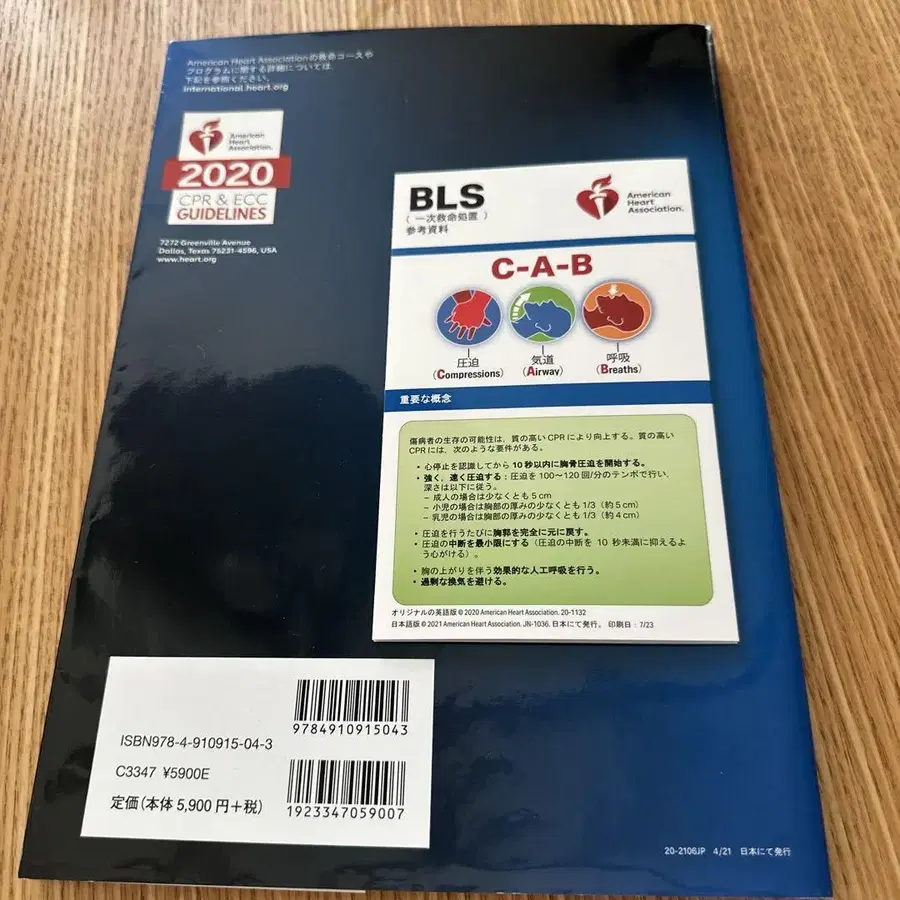 American Heart Associationの救命コースや
プログラムに関する詳細については、
下記を参照ください。
international.heart.org
American
Heart
Association.
2020
CPR & ECC
GUIDELINES
7272 Greenville Avenue
Dallas, Texas 75231-4596, USA
www.heart.org
BLS
（一次救命処置）
参考資料
American
Heart
Association.
C-A-B
圧迫
(Compressions)
気道
(Airway)
呼吸
(Breaths)
重要な概念
傷病者の生存の可能性は、質の高い CPR により向上する。質の高い
CPR には、次のような要件がある。
・心停止を認識してから 10 秒以内に胸骨圧迫を開始する。
・強く、速く圧迫する：圧迫を 100～120 回/分のテンポで行い、
深さは以下に従う。
– 成人の場合は少なくとも 5 cm
– 小児の場合は胸部の厚みの少なくとも 1/3（約 5 cm）
– 乳児の場合は胸部の厚みの少なくとも 1/3（約 4 cm）
・圧迫を行うたびに胸郭を完全に元に戻す。
・圧迫の中断を最小限にする（圧迫の中断を 10 秒未満に抑えるよ
う心がける）。
・胸の上がりを伴う効果的な人工呼吸を行う。
・過剰な換気を避ける。
オリジナルの英語版 © 2020 American Heart Association. 20-1132
日本語版 © 2021 American Heart Association. JN-1036. 日本にて発行。 印刷日：7/23
9784910915043
ISBN978-4-910915-04-3
C3347 ¥5900E
定価（本体 5,900 円＋税）
1923347059007
20-2106JP 4/21 日本にて発行